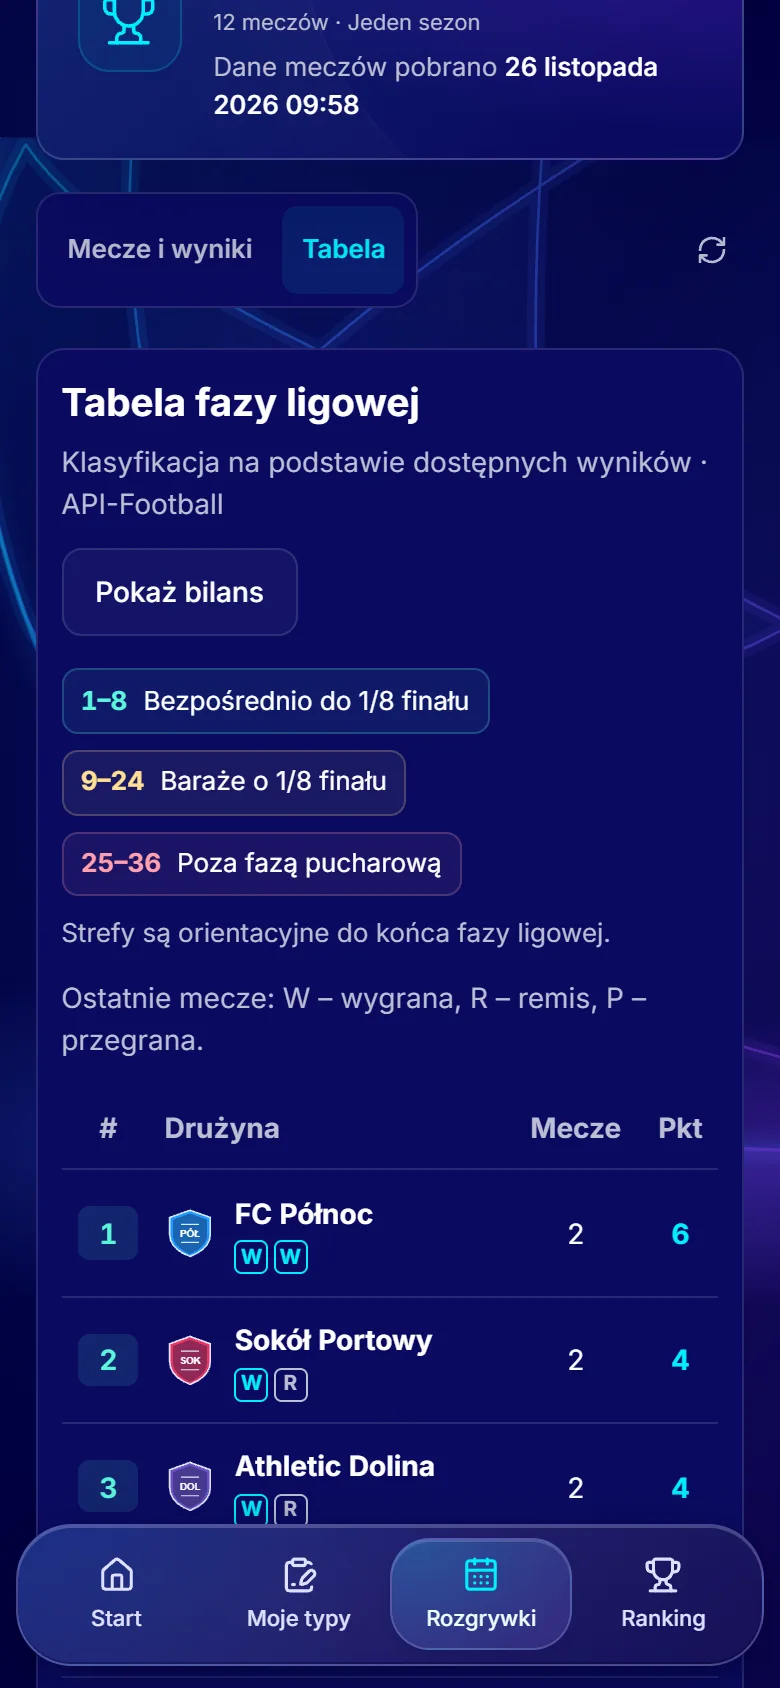 12 meczów · Jeden sezon
Dane meczów pobrano 26 listopada
2026 09:58
Mecze i wyniki
Tabela
Tabela fazy ligowej
Klasyfikacja na podstawie dostępnych wyników ·
API-Football
Pokaż bilans
1–8 Bezpośrednio do 1/8 finału
9–24 Baraże o 1/8 finału
25–36 Poza fazą pucharową
Strefy są orientacyjne do końca fazy ligowej.
Ostatnie mecze: W – wygrana, R – remis, P –
przegrana.
# Drużyna Mecze Pkt
1 PÓŁ FC Północ 2 6
W W
2 SOK Sokół Portowy 2 4
W R
3 DOL Athletic Dolina 2 4
W R
Start Moje typy Rozgrywki Ranking